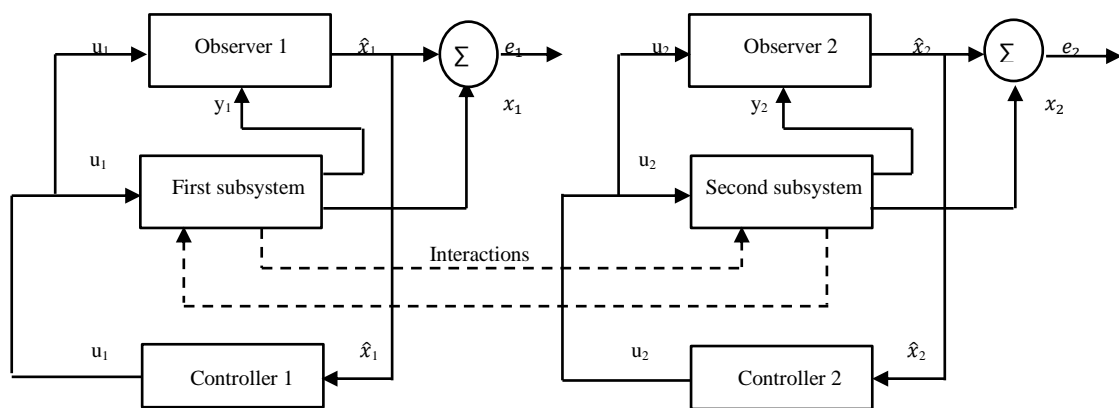 u₁ Observer 1 x̂₁ Σ e₁
y₁ x₁
u₁ First subsystem
u₁ Controller 1 x̂₁
Interactions
u₂ Observer 2 x̂₂ Σ e₂
y₂ x₂
u₂ Second subsystem
u₂ Controller 2 x̂₂